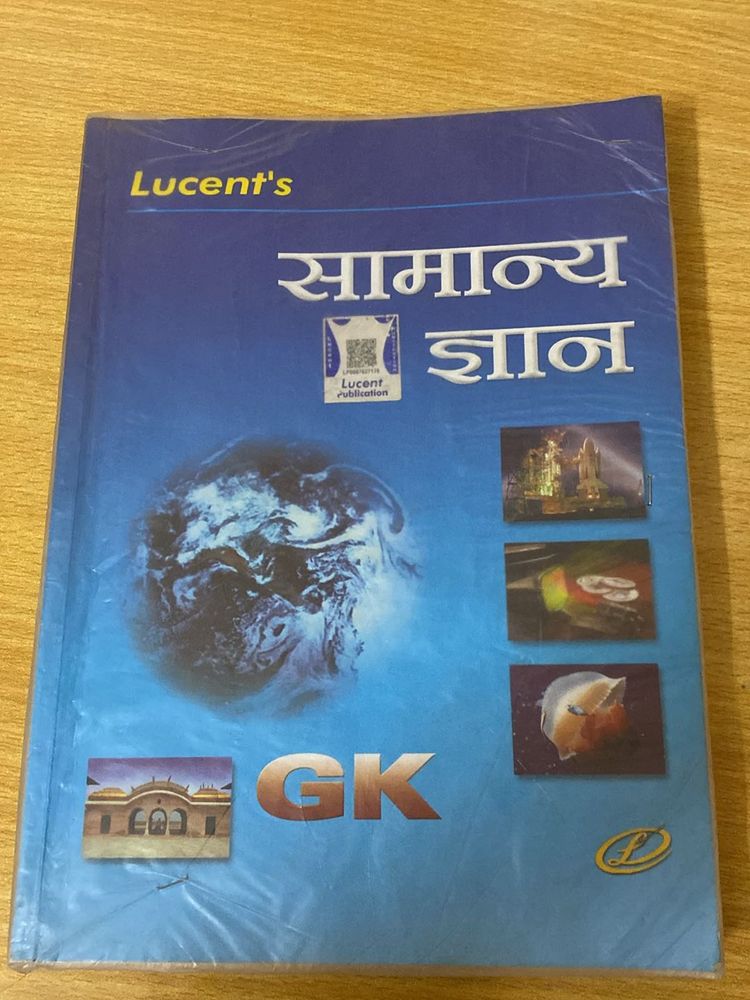 Lucent's
सामान्य
ज्ञान
Lucent
Publication
GK